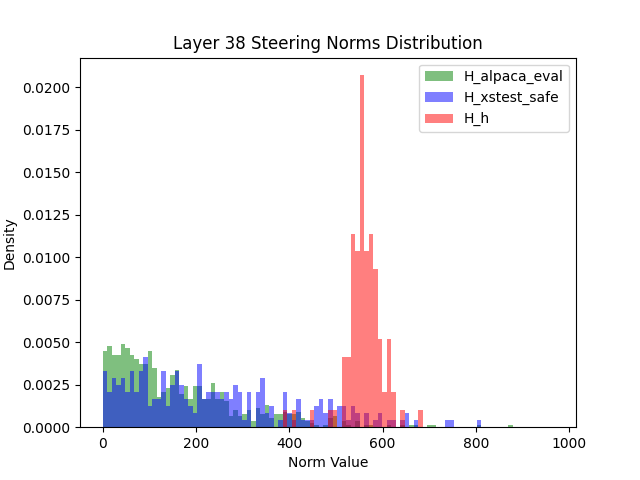 Layer 38 Steering Norms Distribution
H_alpaca_eval
H_xstest_safe
H_h
0.0200
0.0175
0.0150
0.0125
0.0100
0.0075
0.0050
0.0025
0.0000
Density
0 200 400 600 800 1000
Norm Value